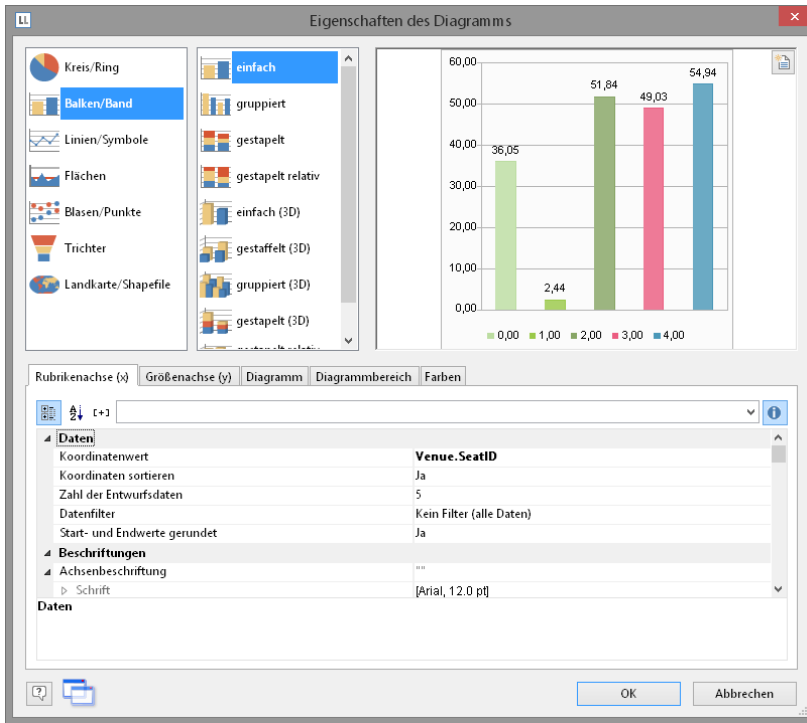 LL
Eigenschaften des Diagramms
Kreis/Ring
Balken/Band
Linien/Symbole
Flächen
Blasen/Punkte
Trichter
Landkarte/Shapefile
einfach
gruppiert
gestapelt
gestapelt relativ
einfach (3D)
gestaffelt (3D)
gruppiert (3D)
gestapelt (3D)
gestapelt relativ
60,00
50,00
40,00
30,00
20,00
10,00
0,00
36,05
2,44
51,84
49,03
54,94
0,00 1,00 2,00 3,00 4,00
Rubrikenachse (x) Größenachse (y) Diagramm Diagrammbereich Farben
[+]
Daten
Koordinatenwert Venue.SeatID
Koordinaten sortieren Ja
Zahl der Entwurfsdaten 5
Datenfilter Kein Filter (alle Daten)
Start- und Endwerte gerundet Ja
Beschriftungen
Achsenbeschriftung ""
Schrift [Arial, 12.0 pt]
Daten
OK Abbrechen